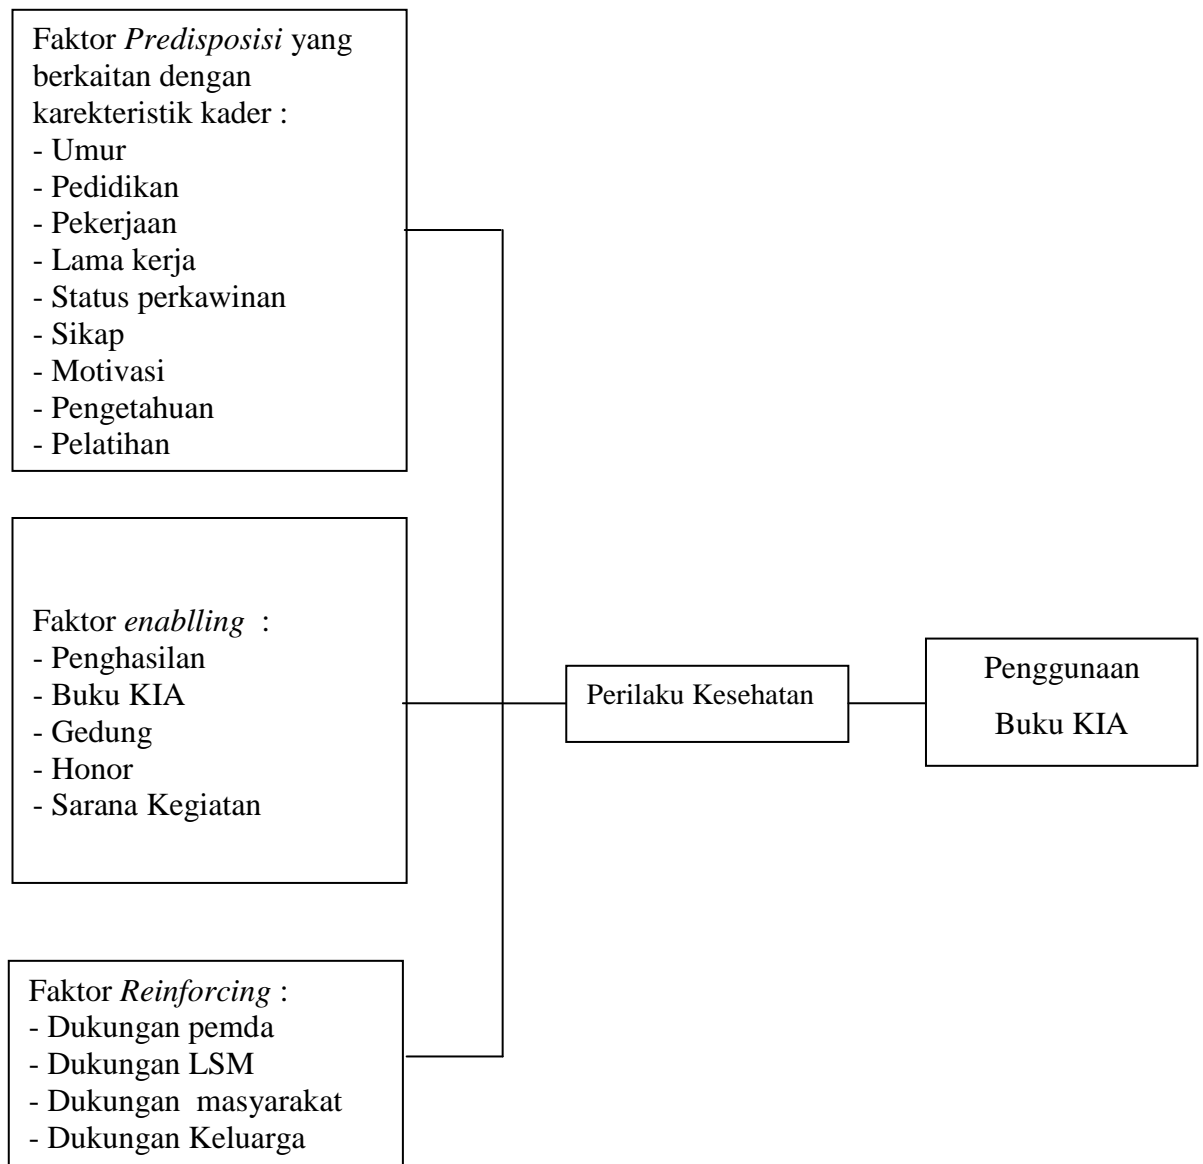 Faktor Predisposisi yang
berkaitan dengan
karekteristik kader :
- Umur
- Pedidikan
- Pekerjaan
- Lama kerja
- Status perkawinan
- Sikap
- Motivasi
- Pengetahuan
- Pelatihan
Faktor enablling :
- Penghasilan
- Buku KIA
- Gedung
- Honor
- Sarana Kegiatan
Faktor Reinforcing :
- Dukungan pemda
- Dukungan LSM
- Dukungan masyarakat
- Dukungan Keluarga
Perilaku Kesehatan
Penggunaan
Buku KIA